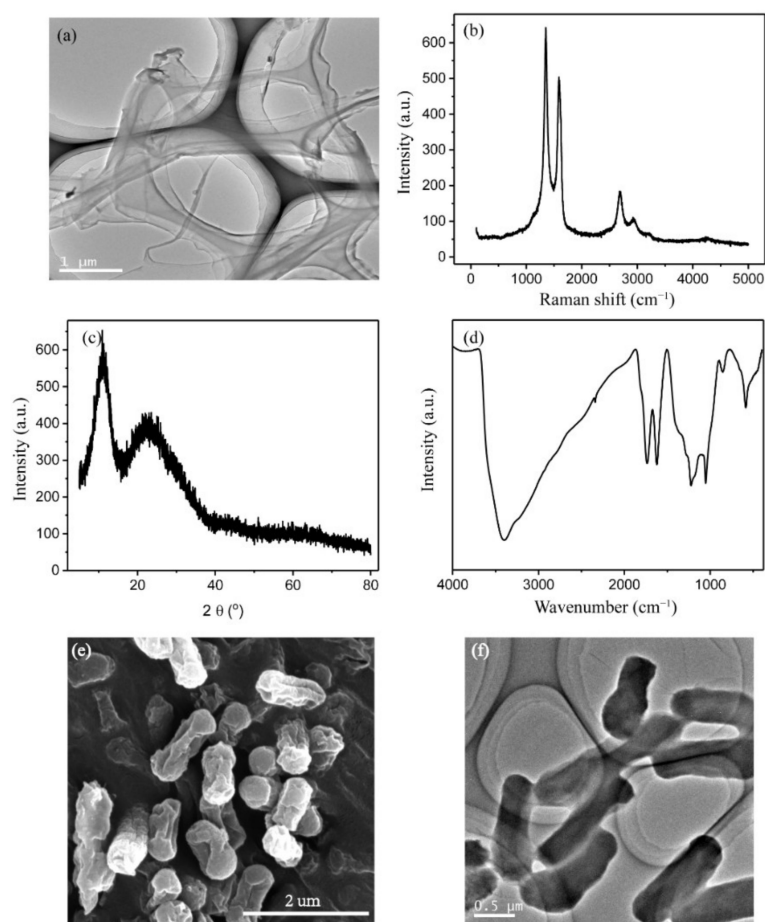 (a)
1 μm
(b)
Intensity (a.u.)
600
500
400
300
200
100
0
0 1000 2000 3000 4000 5000
Raman shift (cm⁻¹)
(c)
Intensity (a.u.)
600
500
400
300
200
100
0
20 40 60 80
2 θ (°)
(d)
Intensity (a.u.)
4000 3000 2000 1000
Wavenumber (cm⁻¹)
(e)
2 um
(f)
0.5 μm